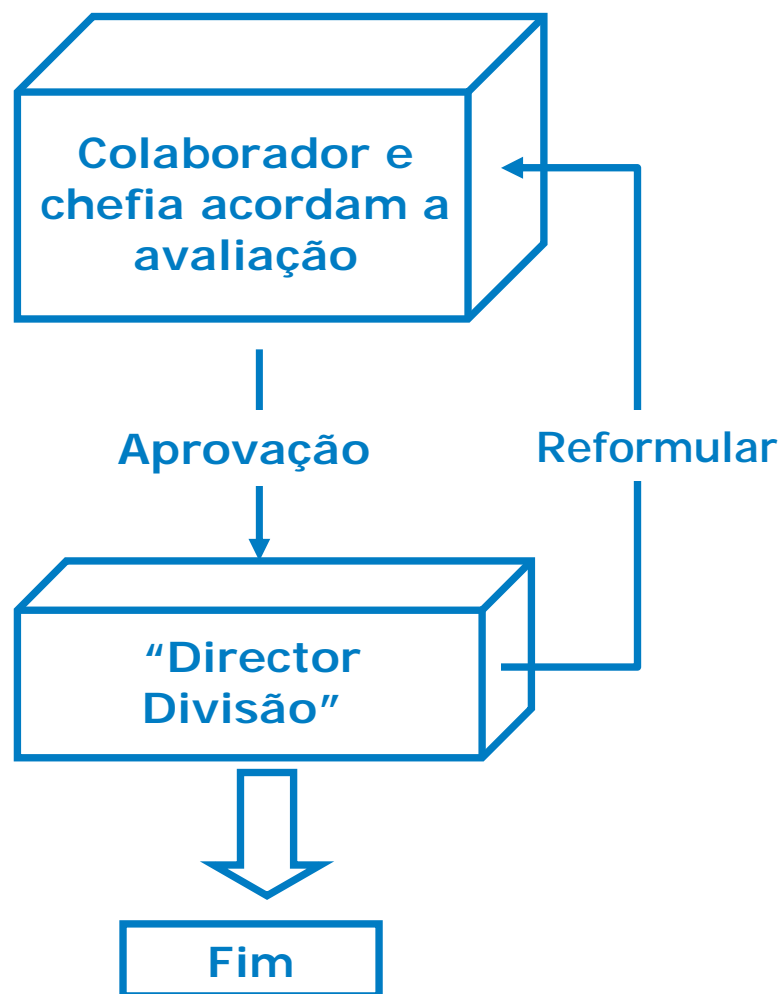 Colaborador e
chefia acordam a
avaliação
Aprovação
Reformular
“Director
Divisão”
Fim